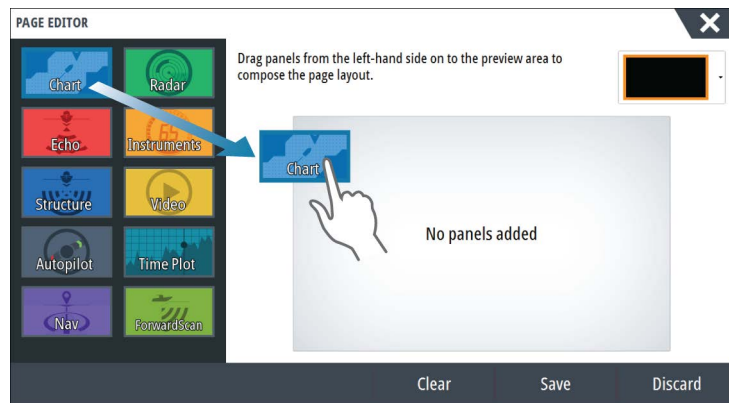 PAGE EDITOR
Drag panels from the left-hand side on to the preview area to
compose the page layout.
Chart
Radar
Echo
Instruments
65
Structure
Video
Autopilot
Time Plot
Nav
ForwardScan
Chart
No panels added
Clear
Save
Discard